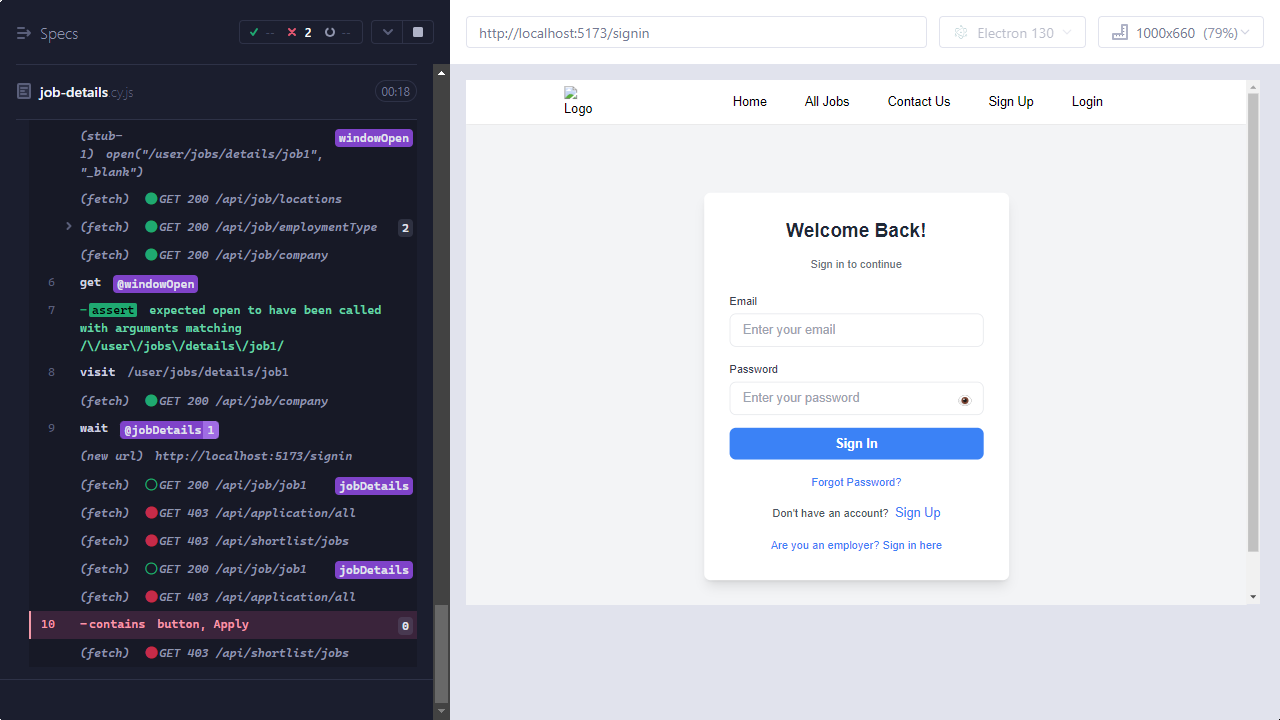 Specs
--
2
--
job-details.cy.js
00:18
(stub-1) open("/user/jobs/details/job1", "_blank")
windowOpen
(fetch) GET 200 /api/job/locations
(fetch) GET 200 /api/job/employmentType
2
(fetch) GET 200 /api/job/company
6 get @windowOpen
7 -assert expected open to have been called
with arguments matching
/\/user\/jobs\/details\/job1/
8 visit /user/jobs/details/job1
(fetch) GET 200 /api/job/company
9 wait @jobDetails 1
(new url) http://localhost:5173/signin
(fetch) GET 200 /api/job/job1 jobDetails
(fetch) GET 403 /api/application/all
(fetch) GET 403 /api/shortlist/jobs
(fetch) GET 200 /api/job/job1 jobDetails
(fetch) GET 403 /api/application/all
10 -contains button, Apply 0
(fetch) GET 403 /api/shortlist/jobs
http://localhost:5173/signin
Electron 130
1000x660 (79%)
Logo
Home
All Jobs
Contact Us
Sign Up
Login
Welcome Back!
Sign in to continue
Email
Enter your email
Password
Enter your password
Sign In
Forgot Password?
Don't have an account? Sign Up
Are you an employer? Sign in here